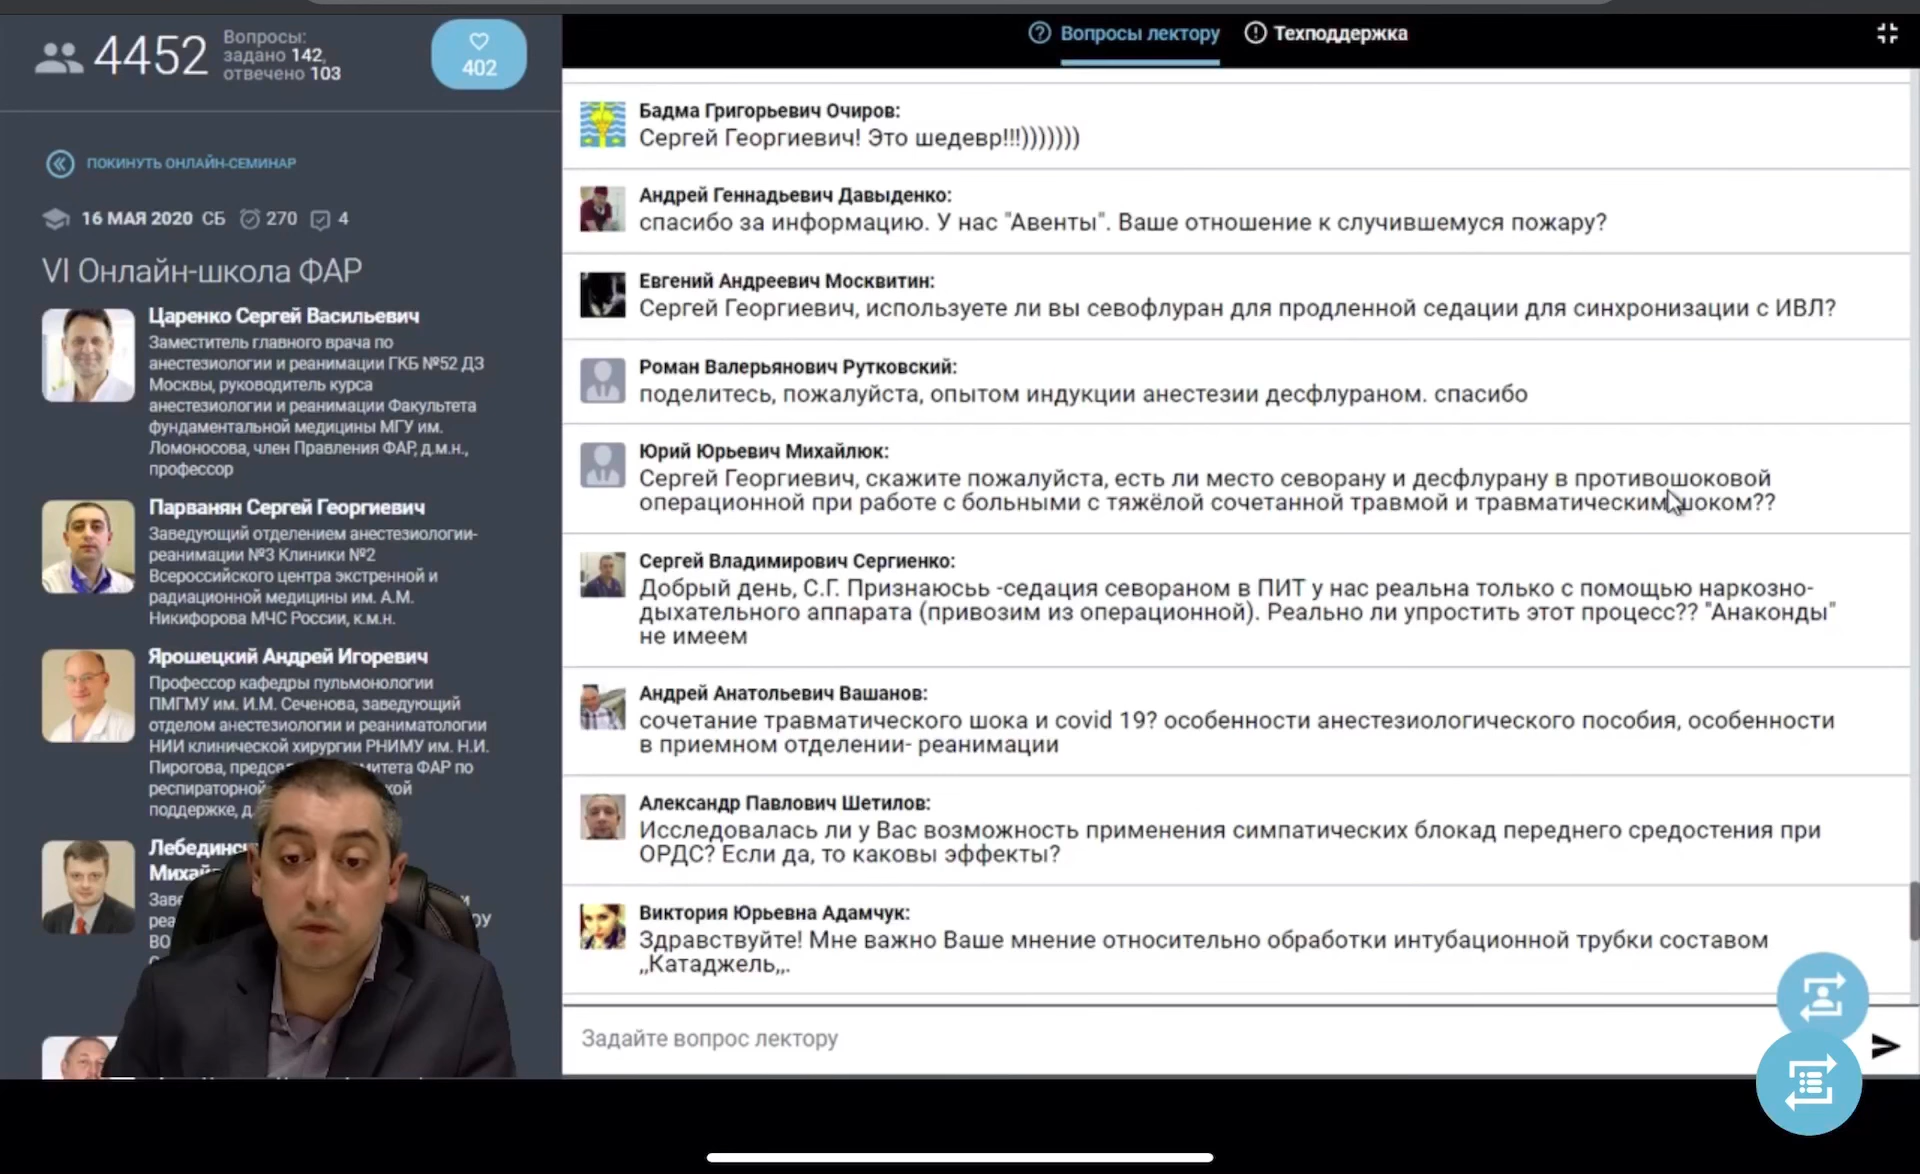 4452
Вопросы:
задано 142,
отвечено 103
402
Вопросы лектору
Техподдержка
ПОКИНУТЬ ОНЛАЙН-СЕМИНАР
16 МАЯ 2020 СБ 270 4
VI Онлайн-школа ФАР
Царенко Сергей Васильевич
Заместитель главного врача по
анестезиологии и реанимации ГКБ №52 ДЗ
Москвы, руководитель курса
анестезиологии и реанимации Факультета
фундаментальной медицины МГУ им.
Ломоносова, член Правления ФАР, д.м.н.,
профессор
Парванян Сергей Георгиевич
Заведующий отделением анестезиологии-
реанимации №3 Клиники №2
Всероссийского центра экстренной и
радиационной медицины им. А.М.
Никифорова МЧС России, к.м.н.
Ярошецкий Андрей Игоревич
Профессор кафедры пульмонологии
ПМГМУ им. И.М. Сеченова, заведующий
отделом анестезиологии и реаниматологии
НИИ клинической хирургии РНИМУ им. Н.И.
Пирогова, митета ФАР по
респираторной
поддержке,
Бадма Григорьевич Очиров:
Сергей Георгиевич! Это шедевр!!!)))))))
Андрей Геннадьевич Давыденко:
спасибо за информацию. У нас "Авенты". Ваше отношение к случившемуся пожару?
Евгений Андреевич Москвитин:
Сергей Георгиевич, используете ли вы севофлуран для продленной седации для синхронизации с ИВЛ?
Роман Валерьянович Рутковский:
поделитесь, пожалуйста, опытом индукции анестезии десфлураном. спасибо
Юрий Юрьевич Михайлюк:
Сергей Георгиевич, скажите пожалуйста, есть ли место северану и десфлурану в противошоковой
операционной при работе с больными с тяжёлой сочетанной травмой и травматическим шоком??
Сергей Владимирович Сергиенко:
Добрый день, С.Г. Признаюсьь -седация севораном в ПИТ у нас реальна только с помощью наркозно-
дыхательного аппарата (привозим из операционной). Реально ли упростить этот процесс?? "Анаконды"
не имеем
Андрей Анатольевич Вашанов:
сочетание травматического шока и covid 19? особенности анестезиологического пособия, особенности
в приемном отделении- реанимации
Александр Павлович Шетилов:
Исследовалась ли у Вас возможность применения симпатических блокад переднего средостения при
ОРДС? Если да, то каковы эффекты?
Виктория Юрьевна Адамчук:
Здравствуйте! Мне важно Ваше мнение относительно обработки интубационной трубки составом
,,Катаджель,,.
Задайте вопрос лектору